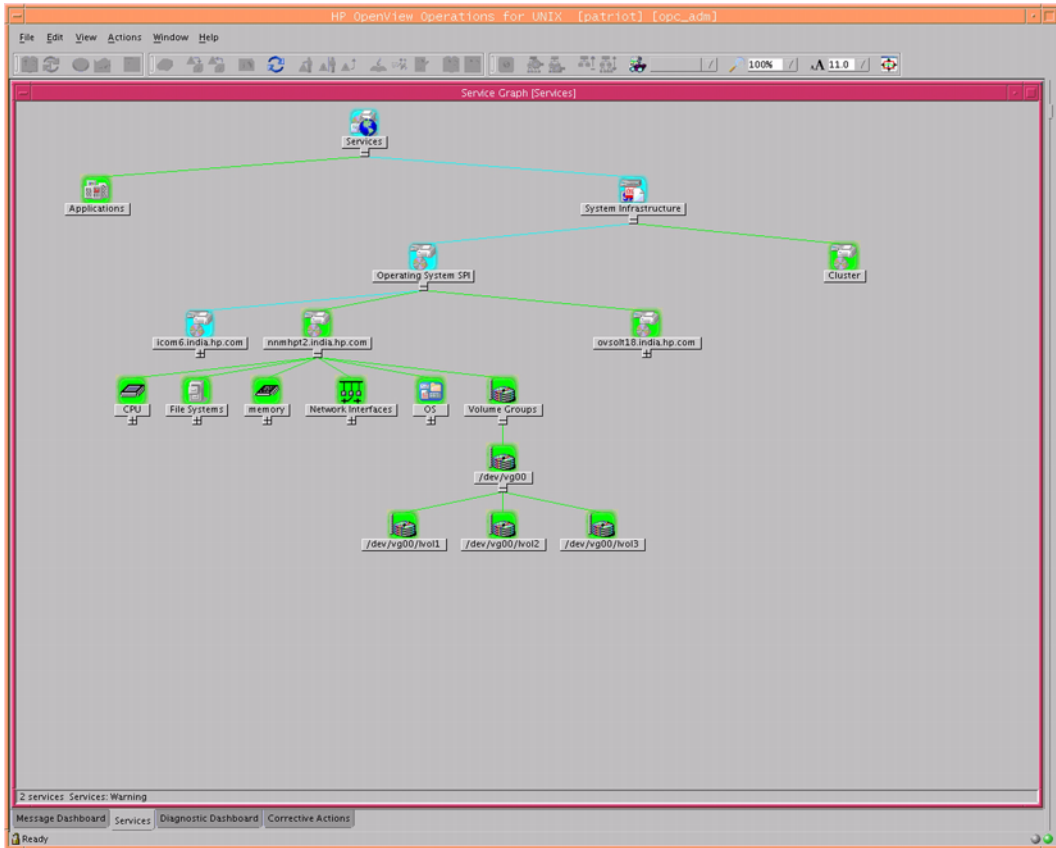 HP OpenView Operations for UNIX [patriot] [opc_adm]
File Edit View Actions Window Help
100% A 11.0
Service Graph [Services]
Services
Applications
System Infrastructure
Operating System SPI
Cluster
icom6.india.hp.com
nnmhpt2.india.hp.com
ovsolt18.india.hp.com
CPU
File Systems
memory
Network Interfaces
OS
Volume Groups
/dev/vg00
/dev/vg00/lvol1
/dev/vg00/lvol2
/dev/vg00/lvol3
2 services Services: Warning
Message Dashboard Services Diagnostic Dashboard Corrective Actions
Ready